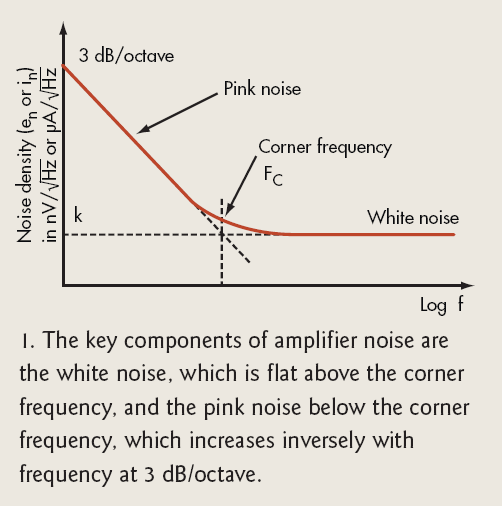 3 dB/octave
Pink noise
Corner frequency
FC
k
White noise
Noise density (en or in)
in nV/√Hz or µA/√Hz
Log f
1. The key components of amplifier noise are
the white noise, which is flat above the corner
frequency, and the pink noise below the corner
frequency, which increases inversely with
frequency at 3 dB/octave.